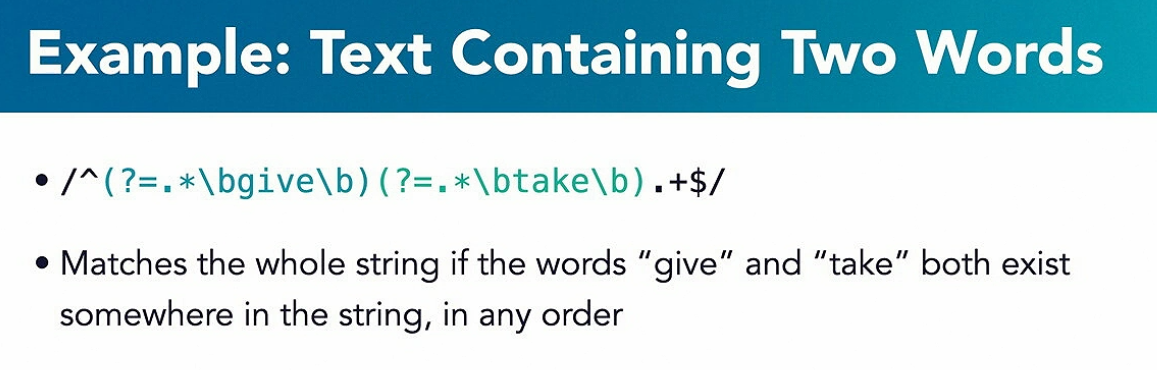 Example: Text Containing Two Words
• /^(?=.*\bgive\b)(?=.*\btake\b).+$/
• Matches the whole string if the words “give” and “take” both exist
somewhere in the string, in any order